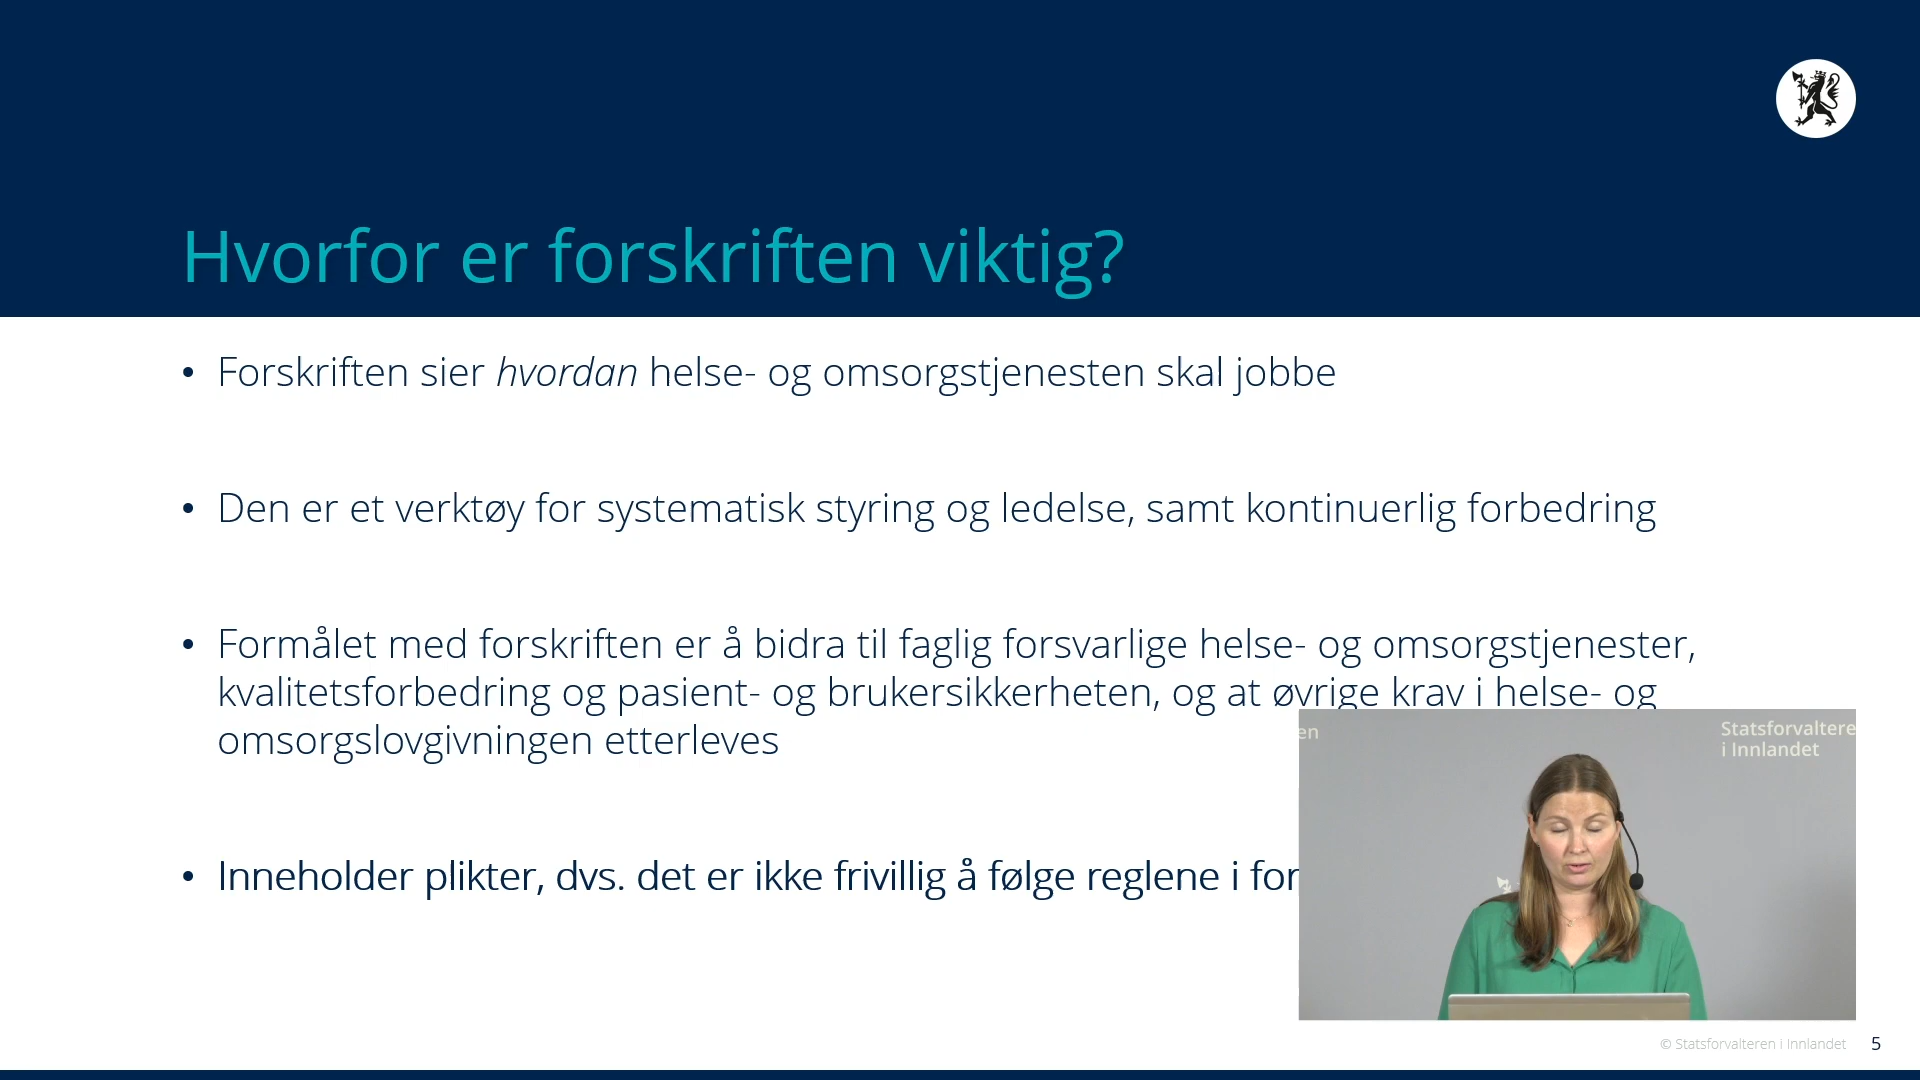 Hvorfor er forskriften viktig?
• Forskriften sier hvordan helse- og omsorgstjenesten skal jobbe
• Den er et verktøy for systematisk styring og ledelse, samt kontinuerlig forbedring
• Formålet med forskriften er å bidra til faglig forsvarlige helse- og omsorgstjenester,
kvalitetsforbedring og pasient- og brukersikkerheten, og at øvrige krav i helse- og
omsorgslovgivningen etterleves
• Inneholder plikter, dvs. det er ikke frivillig å følge reglene i for
en
Statsforvaltere
i Innlandet
© Statsforvalteren i Innlandet 5